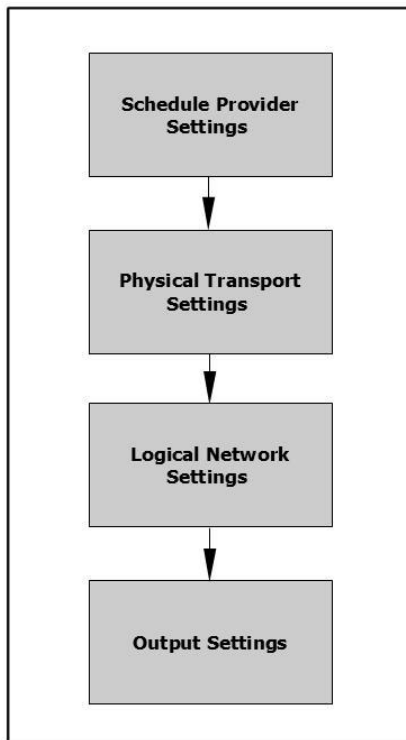 Schedule Provider
Settings
Physical Transport
Settings
Logical Network
Settings
Output Settings